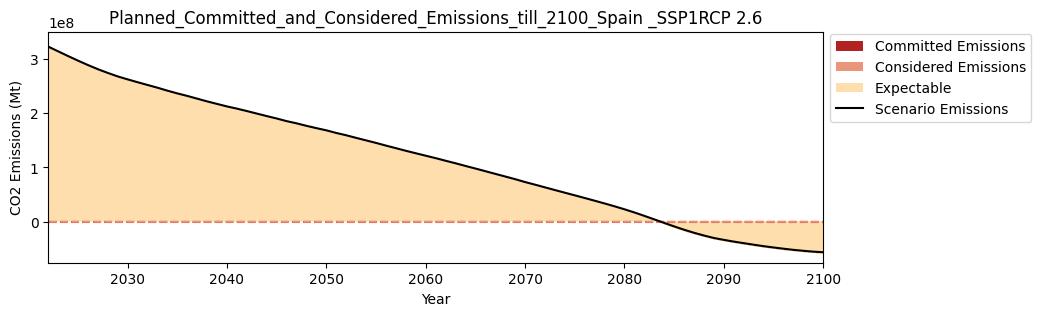 Planned_Committed_and_Considered_Emissions_till_2100_Spain _SSP1RCP 2.6
1e8
3
2
1
0
CO2 Emissions (Mt)
2030 2040 2050 2060 2070 2080 2090 2100
Year
Committed Emissions
Considered Emissions
Expectable
Scenario Emissions